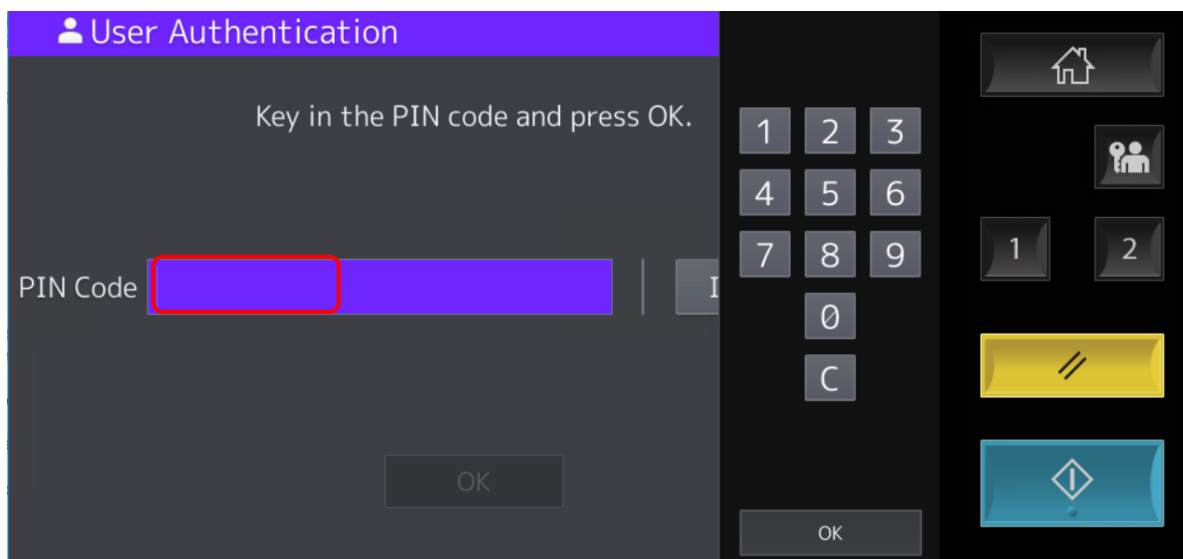 User Authentication
Key in the PIN code and press OK.
PIN Code
I
OK
1 2 3
4 5 6
7 8 9
0
C
OK
1 2